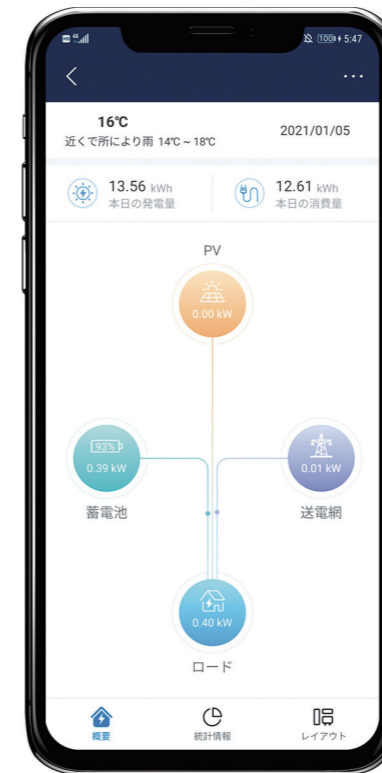 HD 4G 100 5:47
16℃
近くで所により雨 14℃ ~ 18℃
2021/01/05
13.56 kWh
本日の発電量
12.61 kWh
本日の消費量
PV
0.00 kW
93%
0.39 kW
蓄電池
0.01 kW
送電網
0.40 kW
ロード
概要
統計情報
レイアウト